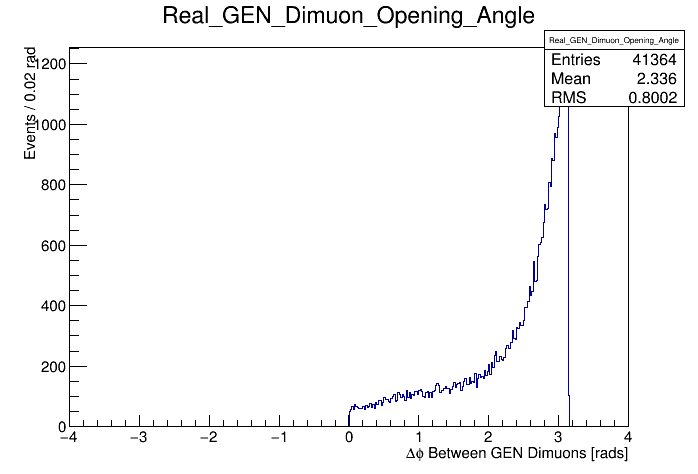 Real_GEN_Dimuon_Opening_Angle
Real_GEN_Dimuon_Opening_Angle
Entries 41364
Mean 2.336
RMS 0.8002
Events / 0.02 rad
1200
1000
800
600
400
200
0
−4 −3 −2 −1 0 1 2 3 4
Δϕ Between GEN Dimuons [rads]